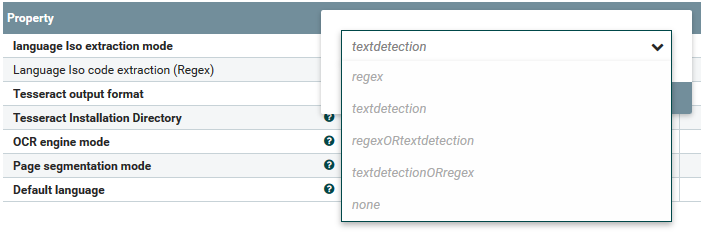 Property
language Iso extraction mode
textdetection
Language Iso code extraction (Regex)
regex
Tesseract output format
textdetection
Tesseract Installation Directory
OCR engine mode
regexORtextdetection
Page segmentation mode
textdetectionORregex
Default language
none